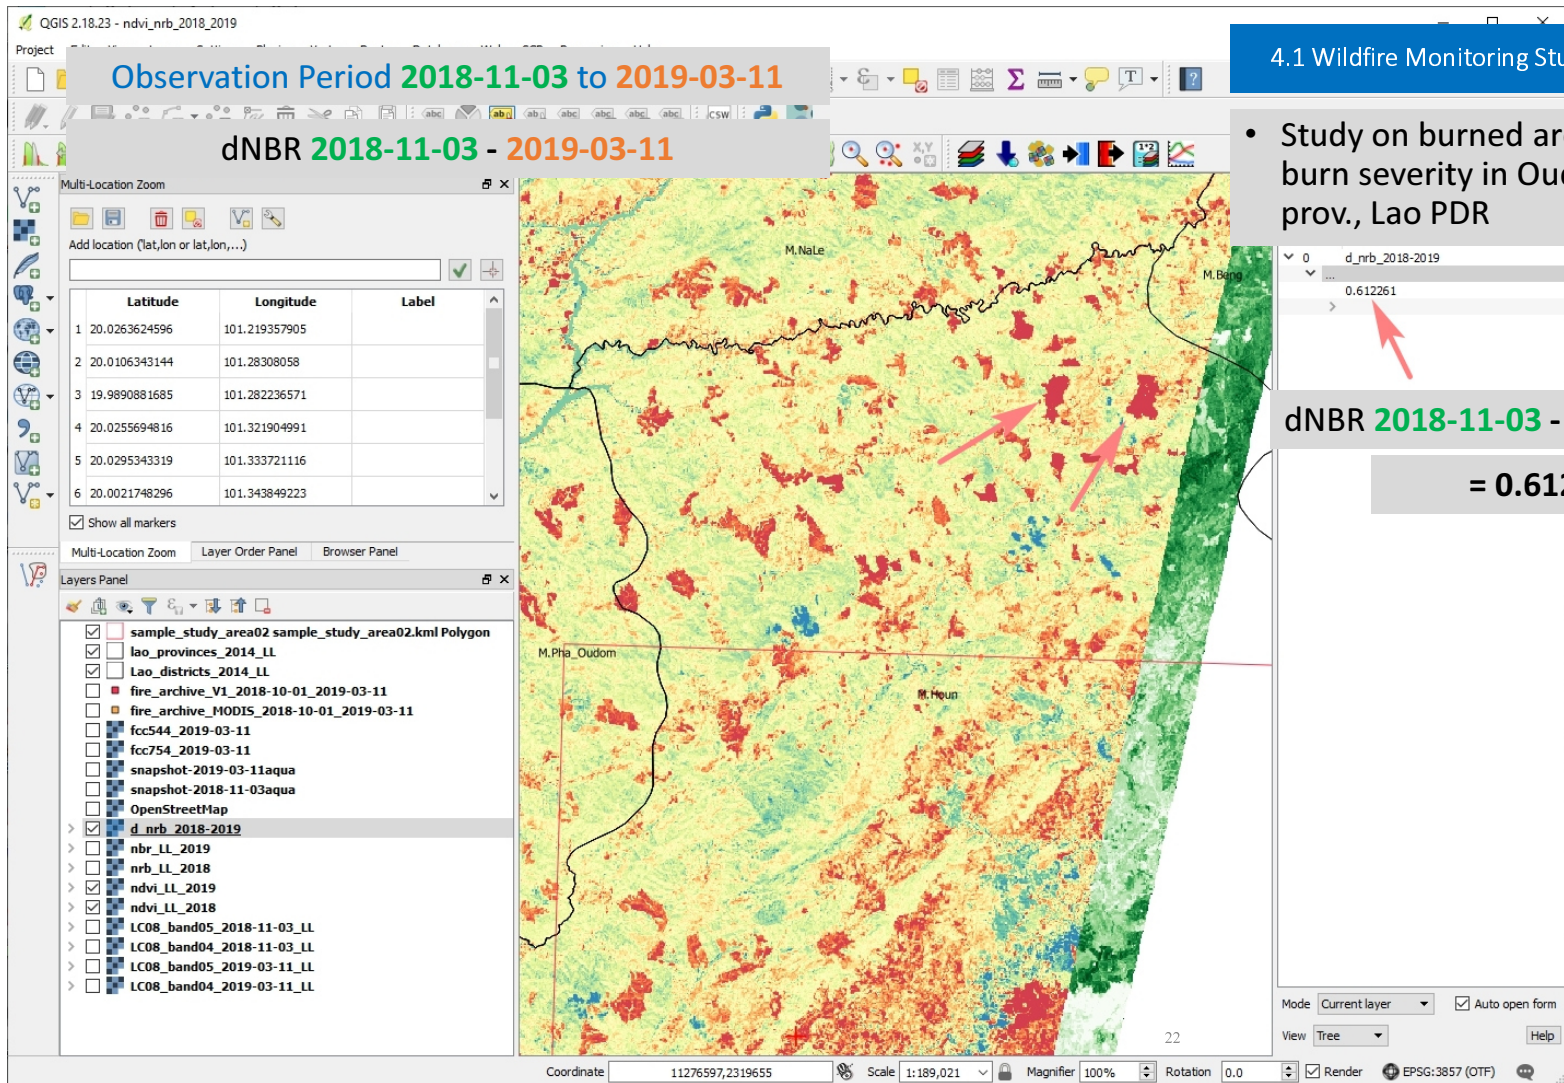 QGIS 2.18.23 - ndvi_nrb_2018_2019
Project
Observation Period 2018-11-03 to 2019-03-11
dNBR 2018-11-03 - 2019-03-11
4.1 Wildfire Monitoring
• Study on burned
burn severity in
prov., Lao PDR
Multi-Location Zoom
Add location ('lat,lon or lat,lon,...)
Latitude Longitude Label
1 20.0263624596 101.219357905
2 20.0106343144 101.28308058
3 19.9890881685 101.282236571
4 20.0255694816 101.321904991
5 20.0295343319 101.333721116
6 20.0021748296 101.343849223
Show all markers
Multi-Location Zoom Layer Order Panel Browser Panel
Layers Panel
sample_study_area02 sample_study_area02.kml Polygon
lao_provinces_2014_LL
Lao_districts_2014_LL
fire_archive_V1_2018-10-01_2019-03-11
fire_archive_MODIS_2018-10-01_2019-03-11
fcc544_2019-03-11
fcc754_2019-03-11
snapshot-2019-03-11aqua
snapshot-2018-11-03aqua
OpenStreetMap
d_nrb_2018-2019
nbr_LL_2019
nrb_LL_2018
ndvi_LL_2019
ndvi_LL_2018
LC08_band05_2018-11-03_LL
LC08_band04_2018-11-03_LL
LC08_band05_2019-03-11_LL
LC08_band04_2019-03-11_LL
M.NaLe
M.Beng
M.Pha_Oudom
M.Houn
22
0 d_nrb_2018-2019
...
0.612261
dNBR 2018-11-03 -
= 0.612
Mode Current layer Auto open form
View Tree Help
Coordinate 11276597,2319655 Scale 1:189,021 Magnifier 100% Rotation 0.0 Render EPSG:3857 (OTF)